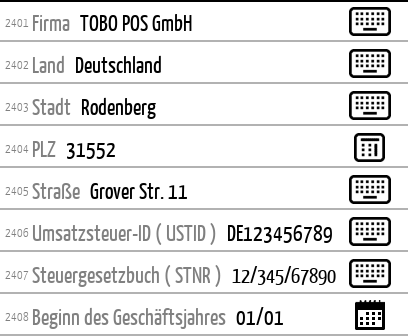 2401 Firma TOBO POS GmbH
2402 Land Deutschland
2403 Stadt Rodenberg
2404 PLZ 31552
2405 Straße Grover Str. 11
2406 Umsatzsteuer-ID ( USTID ) DE123456789
2407 Steuergesetzbuch ( STNR ) 12/345/67890
2408 Beginn des Geschäftsjahres 01/01